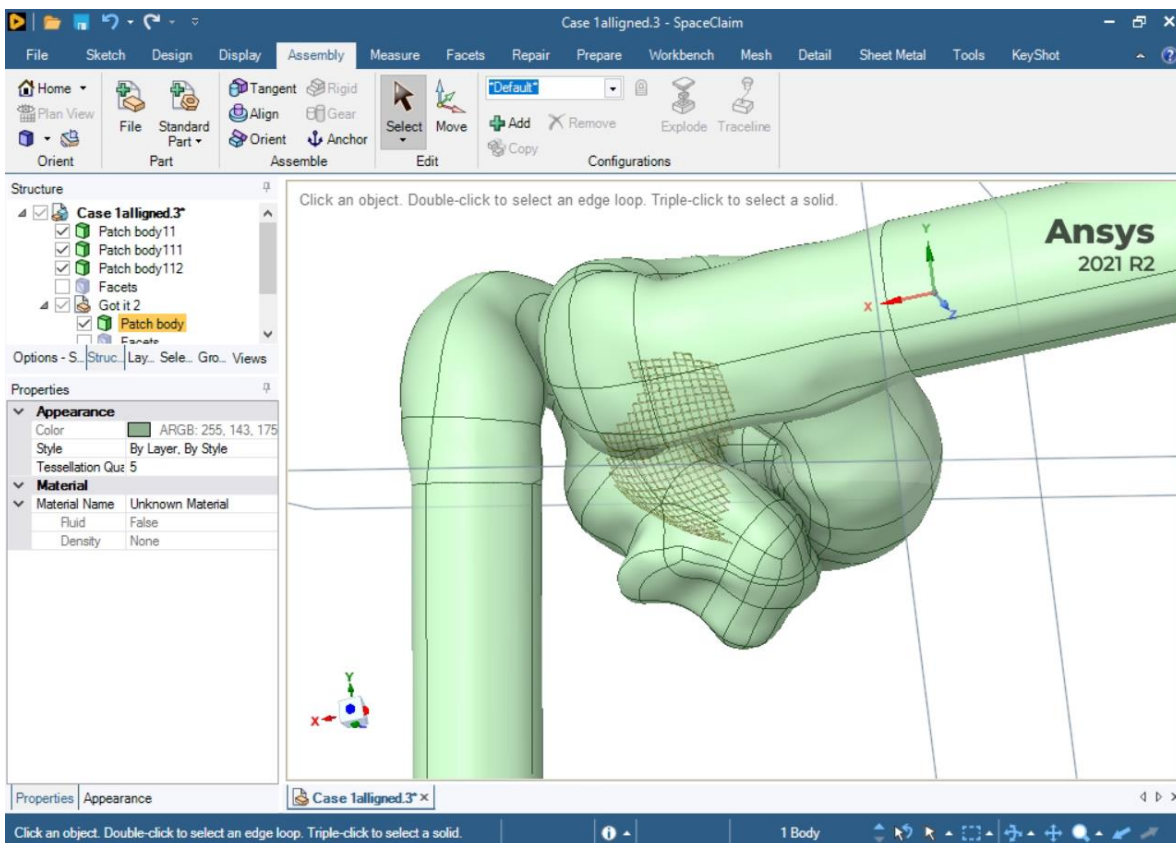 Case 1alligned.3 - SpaceClaim
File Sketch Design Display Assembly Measure Facets Repair Prepare Workbench Mesh Detail Sheet Metal Tools KeyShot
Home
Plan View
Orient
File
Standard Part
Part
Tangent Rigid
Align Gear
Orient Anchor
Assemble
Select Move
Edit
*Default*
Add Remove
Copy
Explode Traceline
Configurations
Structure
Case 1alligned.3*
Patch body11
Patch body111
Patch body112
Facets
Got it 2
Patch body
Facets
Options - S... Struc... Lay... Sele... Gro... Views
Properties
Appearance
Color ARGB: 255, 143, 175
Style By Layer, By Style
Tessellation Qua 5
Material
Material Name Unknown Material
Fluid False
Density None
Properties Appearance
Click an object. Double-click to select an edge loop. Triple-click to select a solid.
Ansys
2021 R2
Y
X
Z
Y
X
Case 1alligned.3*
Click an object. Double-click to select an edge loop. Triple-click to select a solid. 1 Body